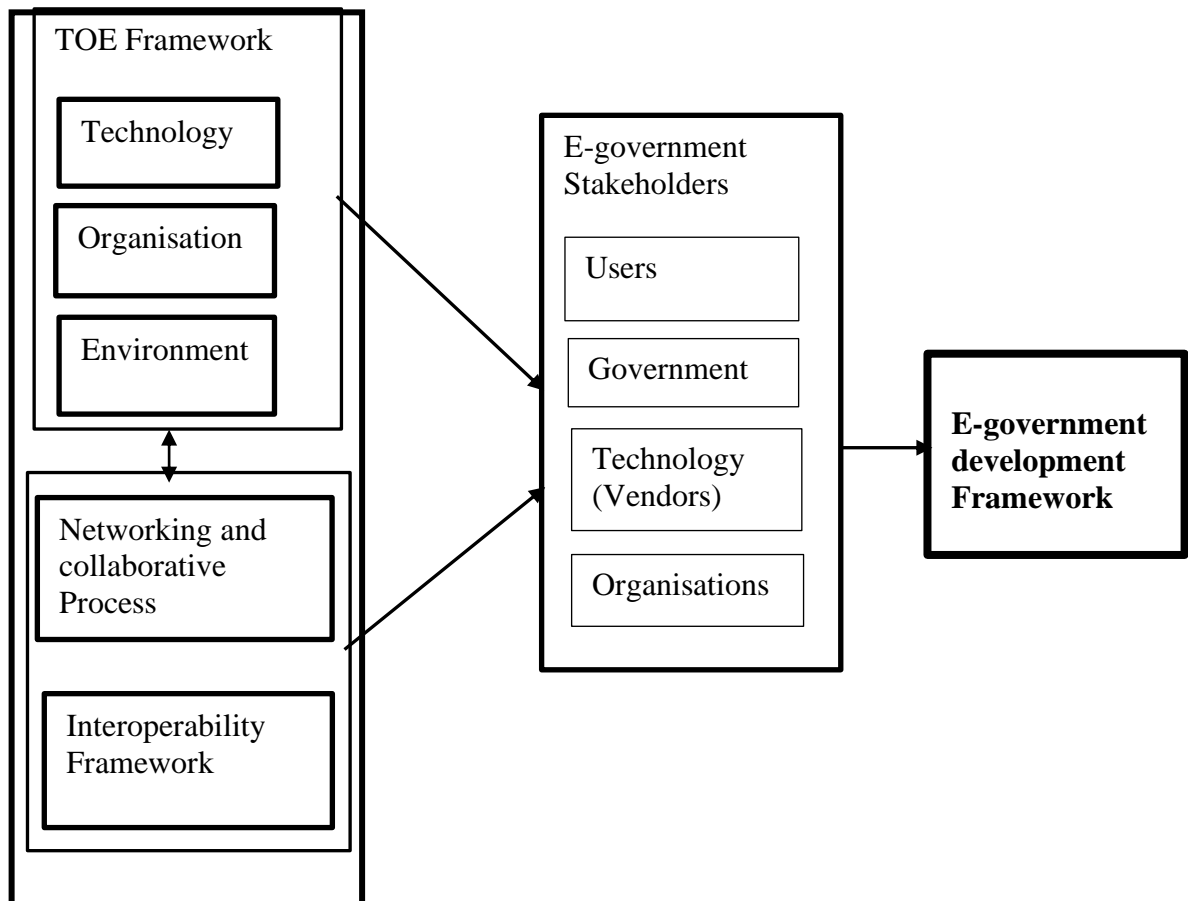 TOE Framework
Technology
Organisation
Environment
Networking and
collaborative
Process
Interoperability
Framework
E-government
Stakeholders
Users
Government
Technology
(Vendors)
Organisations
E-government
development
Framework